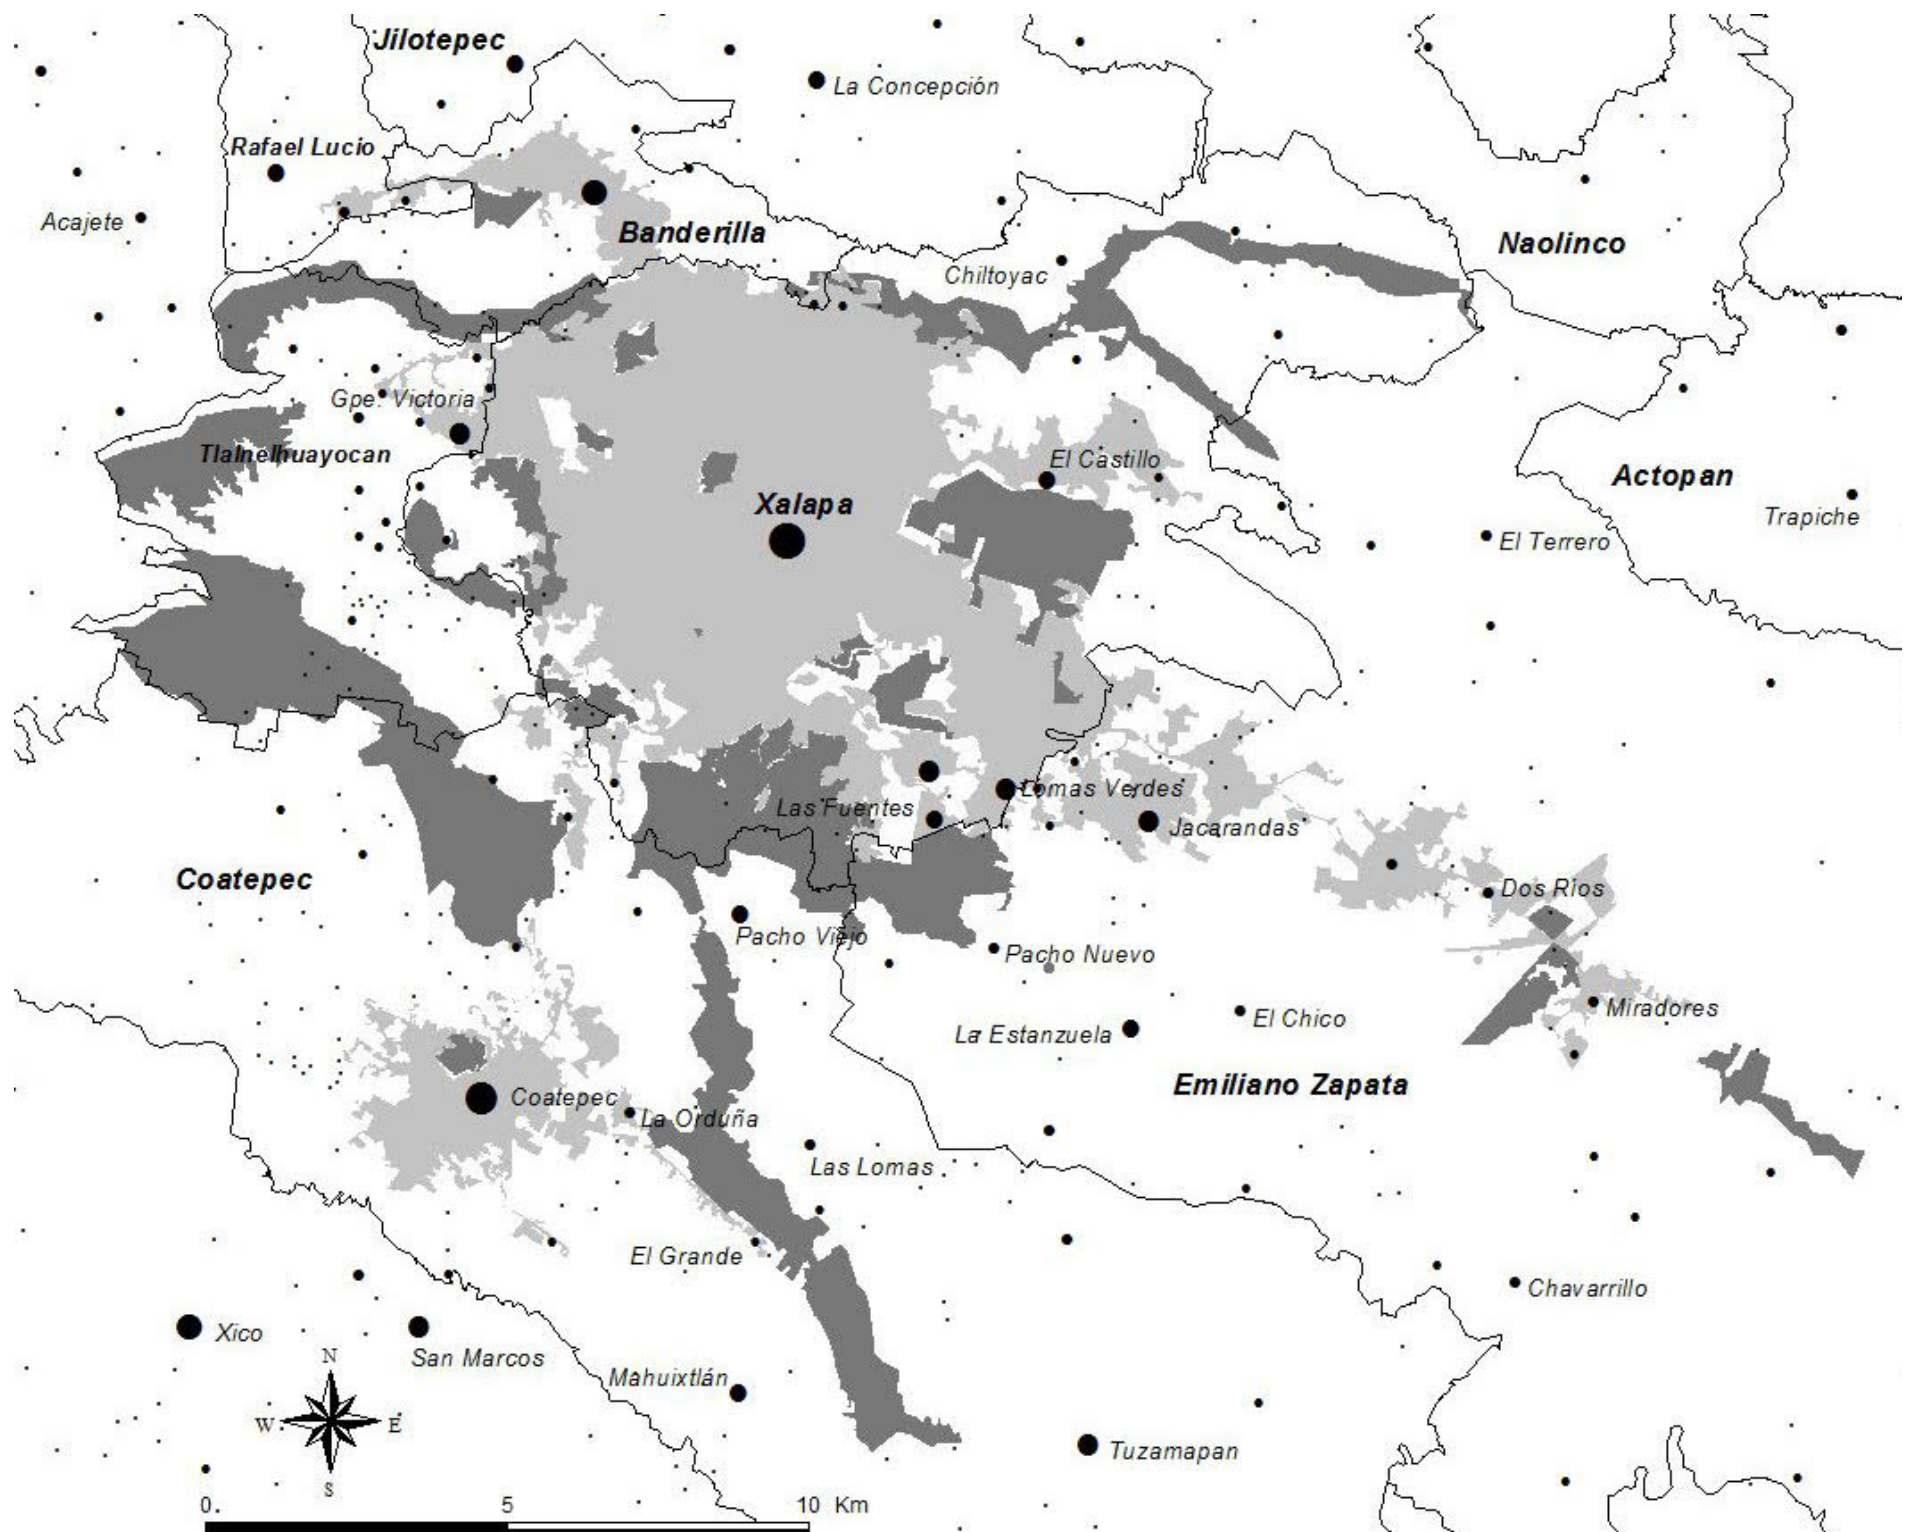 Jilotepec
La Concepción
Rafael Lucio
Acajete
Banderilla
Naolinco
Chiltoyac
Gpe. Victoria
Tlalnelhuayocan
El Castillo
Actopan
Xalapa
Trapiche
El Terrero
Lomas Verdes
Las Fuentes
Jacarandas
Coatepec
Dos Rios
Pacho Viejo
Pacho Nuevo
Miradores
El Chico
La Estanzuela
Emiliano Zapata
Coatepec
La Orduña
Las Lomas
El Grande
Chavarrillo
Xico
San Marcos
N
Mahuixtlán
W
E
Tuzamapan
S
0
5
10 Km